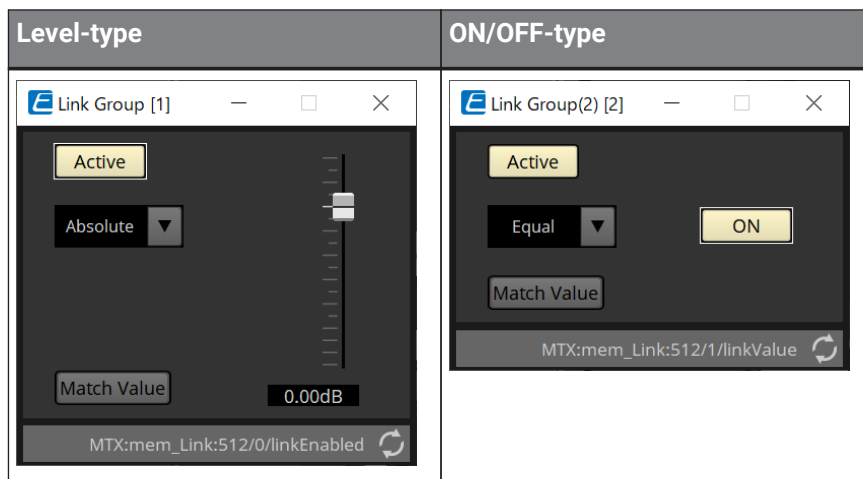 Level-type
ON/OFF-type
Link Group [1]
Active
Absolute
Match Value
0.00dB
MTX:mem_Link:512/0/linkEnabled
Link Group(2) [2]
Active
Equal
ON
Match Value
MTX:mem_Link:512/1/linkValue